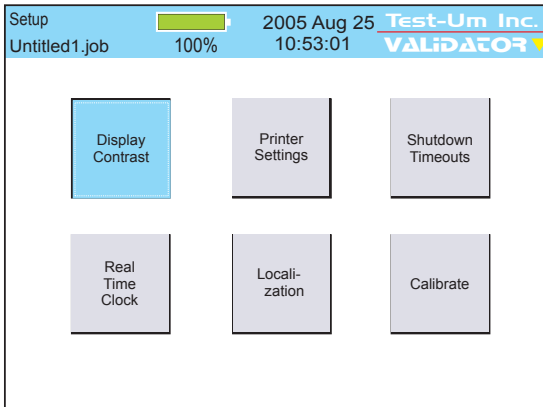 Setup
Untitled1.job
100%
2005 Aug 25
10:53:01
Test-Um Inc.
VALiDATOR
Display
Contrast
Printer
Settings
Shutdown
Timeouts
Real
Time
Clock
Locali-
zation
Calibrate